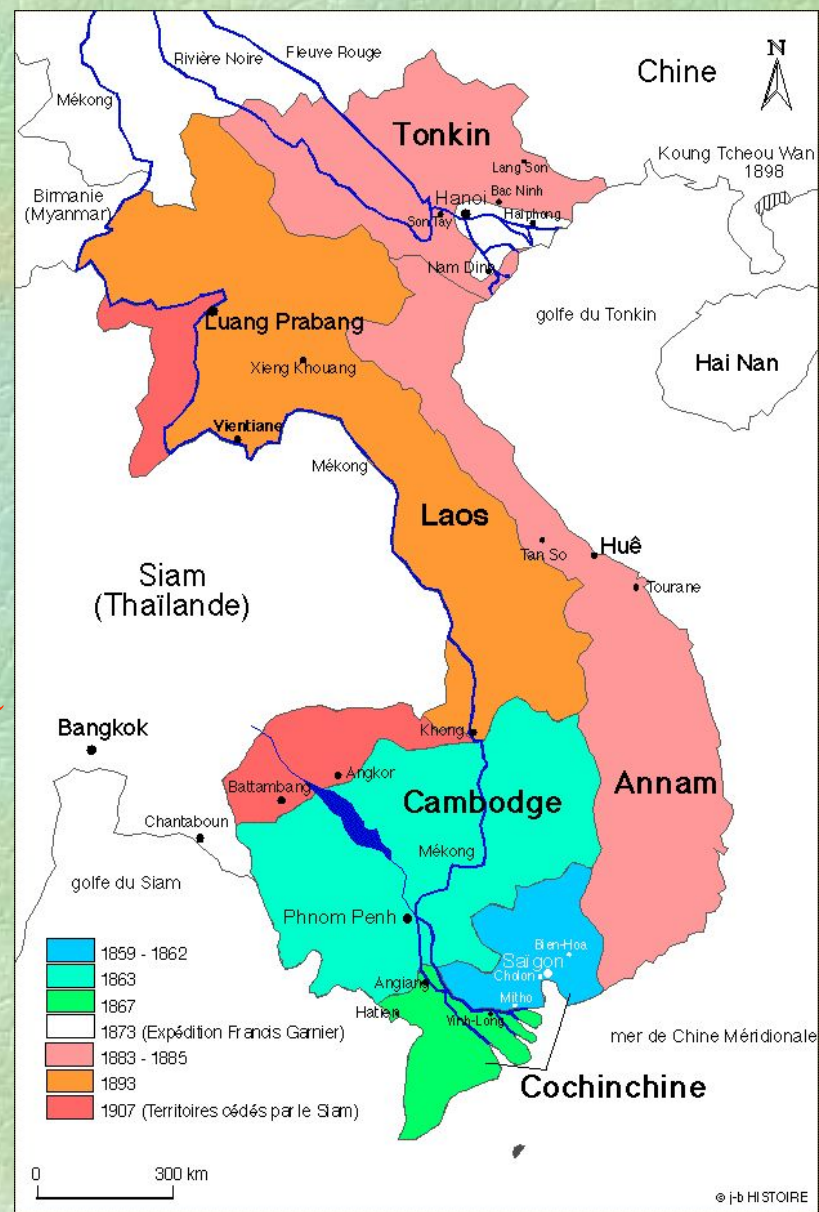 Rivière Noire
Fleuve Rouge
Chine
N
Mékong
Tonkin
Lang Son
Koung Tcheou Wan
1898
Birmanie
(Myanmar)
Bac Ninh
Hanoi
Haïphong
Son Tay
Nam Dinh
golfe du Tonkin
Luang Prabang
Hai Nan
Xieng Khouang
Vientiane
Mékong
Laos
Tan So
Huê
Siam
(Thaïlande)
Tourane
Khong
Bangkok
Angkor
Battambang
Cambodge
Annam
Chantaboun
Mékong
golfe du Siam
Phnom Penh
Bien-Hoa
Saïgon
Cholon
Angiang
Mitho
Hatien
Vinh-Long
mer de Chine Méridionale
Cochinchine
1859 - 1862
1863
1867
1873 (Expédition Francis Garnier)
1883 - 1885
1893
1907 (Territoires cédés par le Siam)
0 300 km
© j-b HISTOIRE